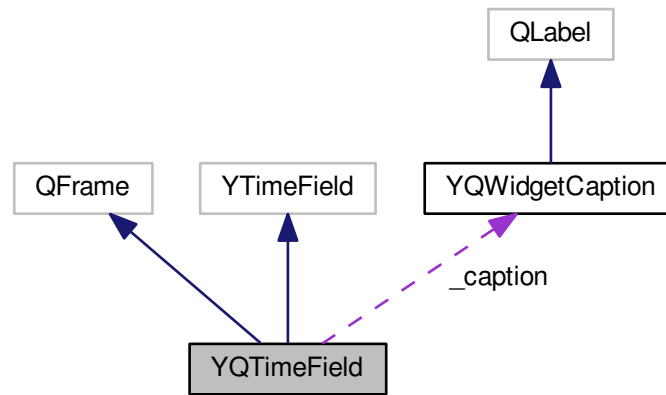 QLabel
QFrame
YTimeField
YQWidgetCaption
_caption
YQTimeField